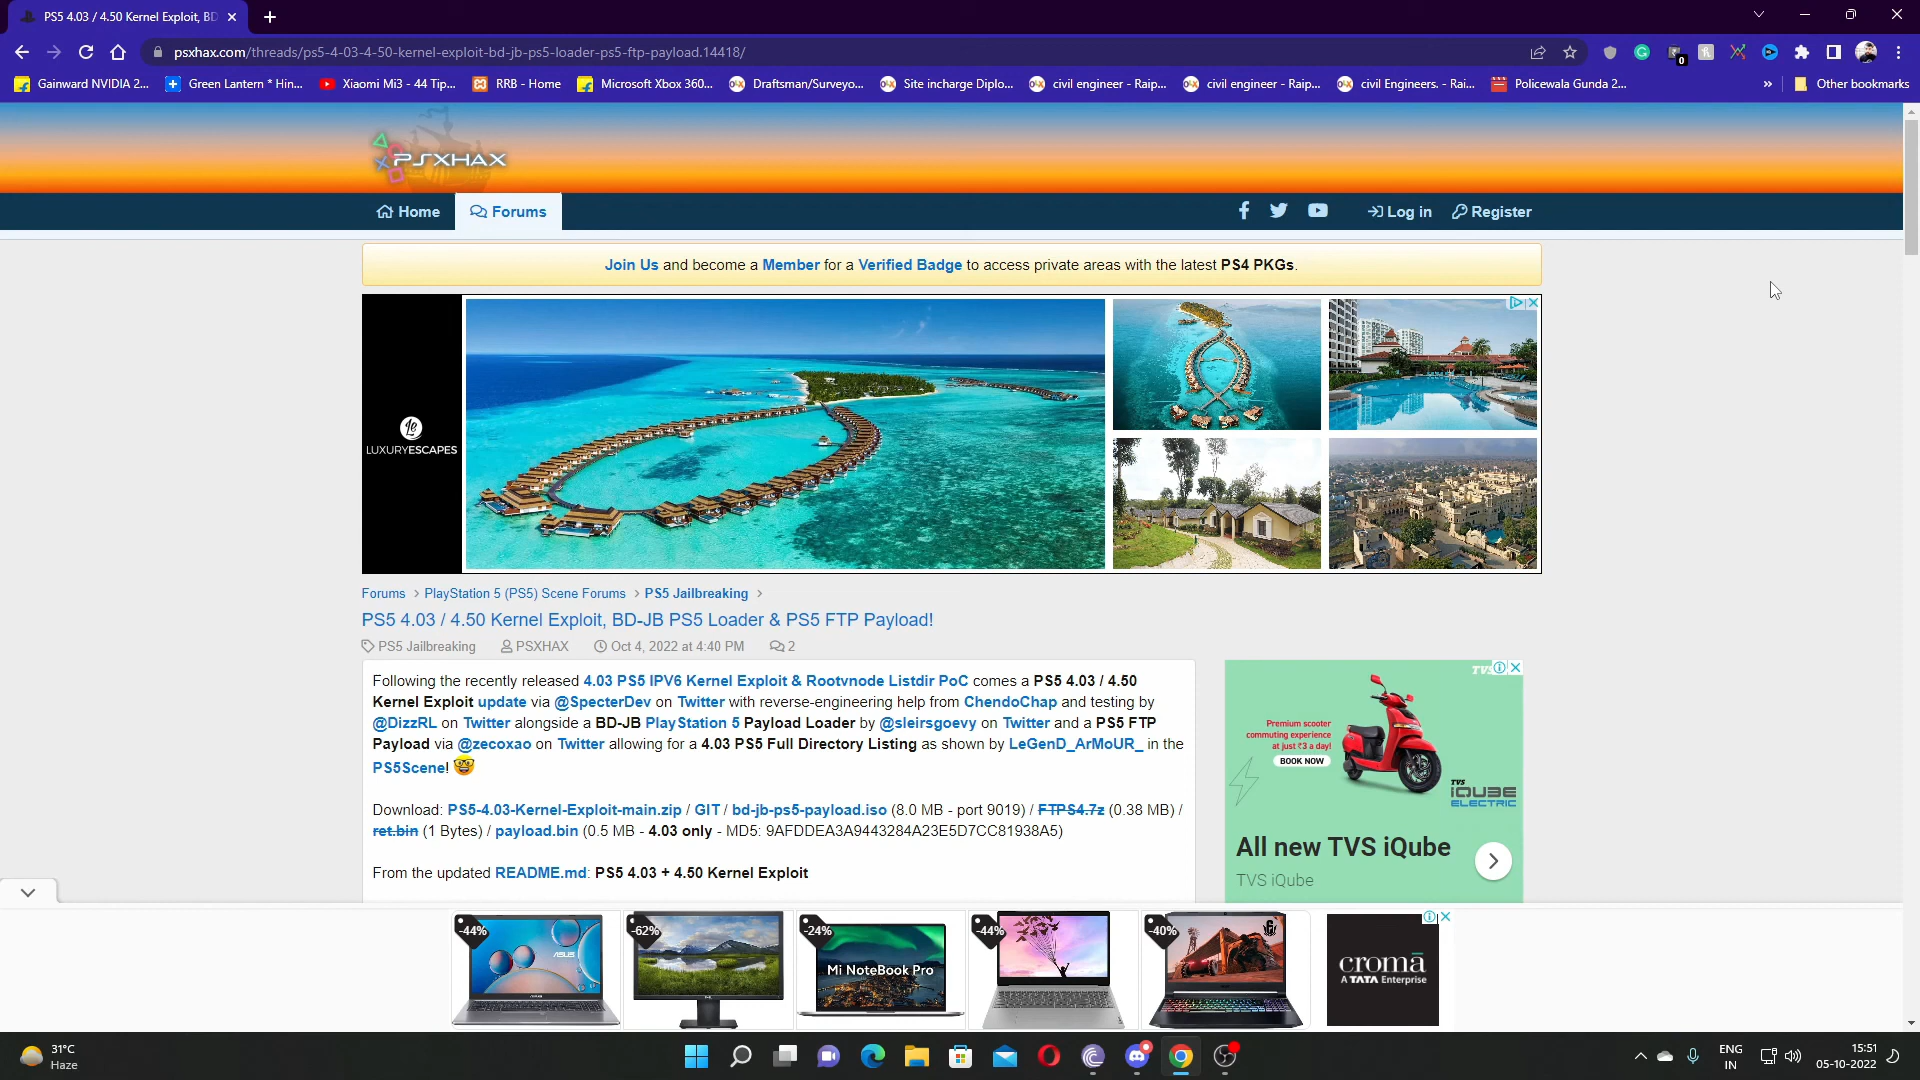 PS5 4.03 / 4.50 Kernel Exploit, BD
psxhax.com/threads/ps5-4-03-4-50-kernel-exploit-bd-jb-ps5-loader-ps5-ftp-payload.14418/
0
Gainward NVIDIA 2...
Green Lantern * Hin...
Xiaomi Mi3 - 44 Tip...
RRB - Home
Microsoft Xbox 360...
Draftsman/Surveyo...
Site incharge Diplo...
civil engineer - Raip...
civil engineer - Raip...
civil Engineers. - Rai...
Policewala Gunda 2...
»
Other bookmarks
PSXHAX
Home
Forums
Log in
Register
Join Us and become a Member for a Verified Badge to access private areas with the latest PS4 PKGs.
LE
LUXURYESCAPES
Forums > PlayStation 5 (PS5) Scene Forums > PS5 Jailbreaking >
PS5 4.03 / 4.50 Kernel Exploit, BD-JB PS5 Loader & PS5 FTP Payload!
PS5 Jailbreaking PSXHAX Oct 4, 2022 at 4:40 PM 2
Following the recently released 4.03 PS5 IPV6 Kernel Exploit & Rootvnode Listdir PoC comes a PS5 4.03 / 4.50
Kernel Exploit update via @SpecterDev on Twitter with reverse-engineering help from ChendoChap and testing by
@DizzRL on Twitter alongside a BD-JB PlayStation 5 Payload Loader by @sleirsgoevy on Twitter and a PS5 FTP
Payload via @zecoxao on Twitter allowing for a 4.03 PS5 Full Directory Listing as shown by LeGenD_ArMoUR_ in the
PS5Scene! 🤓
Download: PS5-4.03-Kernel-Exploit-main.zip / GIT / bd-jb-ps5-payload.iso (8.0 MB - port 9019) / FTPS4.7z (0.38 MB) /
ret.bin (1 Bytes) / payload.bin (0.5 MB - 4.03 only - MD5: 9AFDDEA3A9443284A23E5D7CC81938A5)
From the updated README.md: PS5 4.03 + 4.50 Kernel Exploit
TVS
Premium scooter
commuting experience
at just ₹3 a day!
BOOK NOW
TVS
iQUBE
ELECTRIC
All new TVS iQube
TVS iQube
-44%
ASUS
-62%
-24%
Mi NoteBook Pro
-44%
-40%
croma
A TATA Enterprise
31°C
Haze
ENG
IN
15:51
05-10-2022